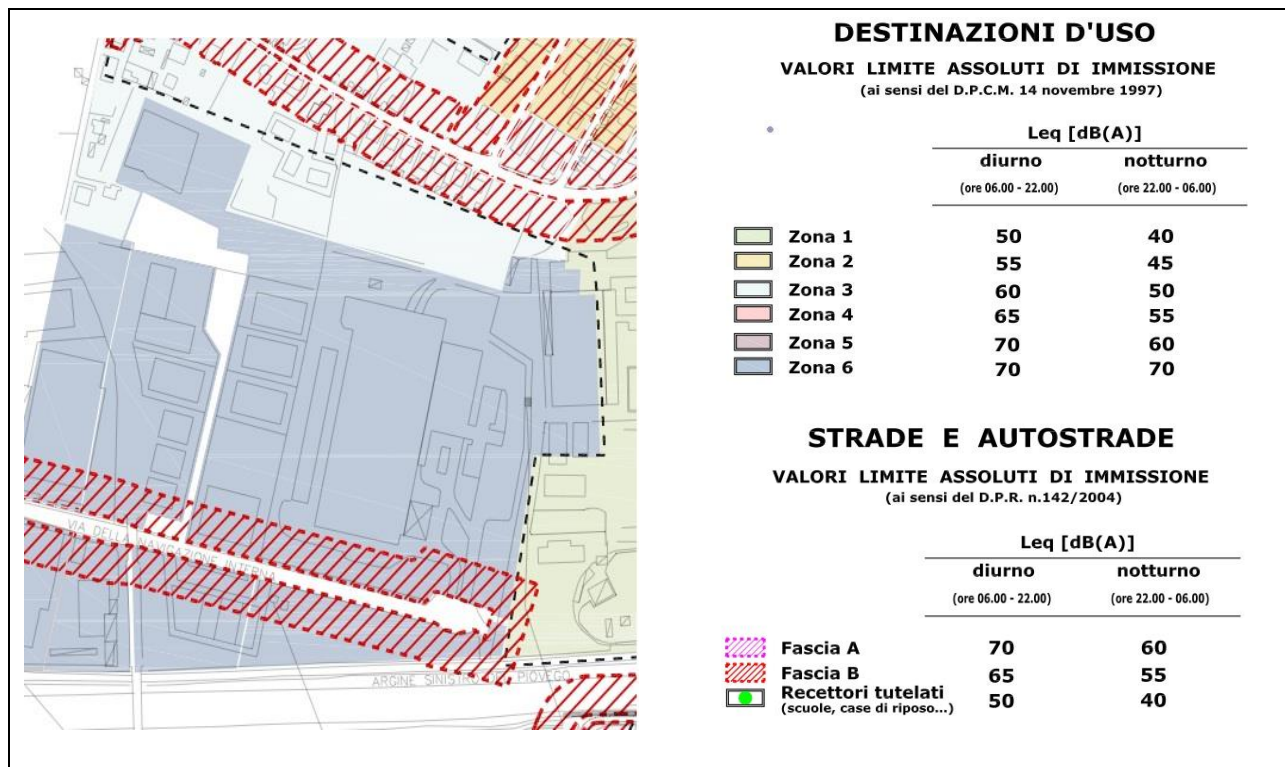 DESTINAZIONI D'USO
VALORI LIMITE ASSOLUTI DI IMMISSIONE
(ai sensi del D.P.C.M. 14 novembre 1997)
Leq [dB(A)]
diurno notturno
(ore 06.00 - 22.00) (ore 22.00 - 06.00)
Zona 1 50 40
Zona 2 55 45
Zona 3 60 50
Zona 4 65 55
Zona 5 70 60
Zona 6 70 70
STRADE E AUTOSTRADE
VALORI LIMITE ASSOLUTI DI IMMISSIONE
(ai sensi del D.P.R. n.142/2004)
Leq [dB(A)]
diurno notturno
(ore 06.00 - 22.00) (ore 22.00 - 06.00)
Fascia A 70 60
Fascia B 65 55
Recettori tutelati 50 40
(scuole, case di riposo...)
VIA DELLA NAVIGAZIONE INTERNA
ARGINE SINISTRO DEL PIOVEGO